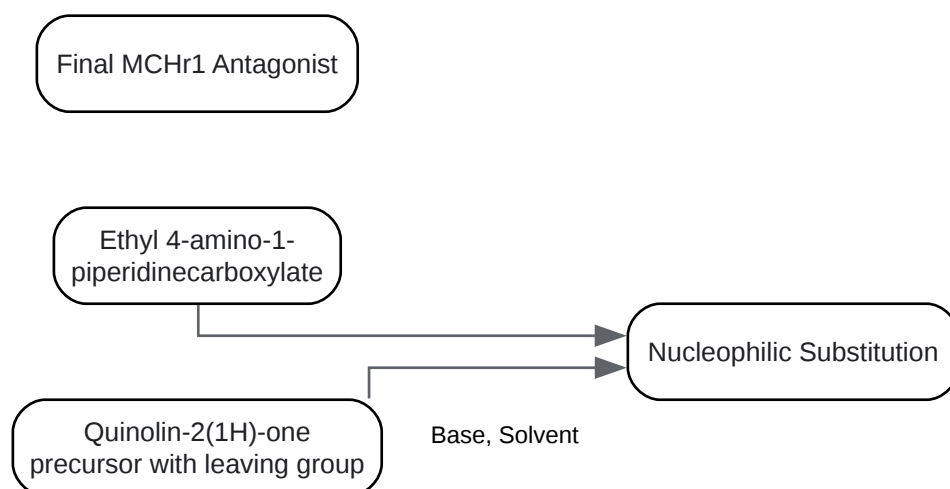 Final MCHr1 Antagonist
Ethyl 4-amino-1-
piperidinecarboxylate
Nucleophilic Substitution
Quinolin-2(1H)-one
precursor with leaving group
Base, Solvent